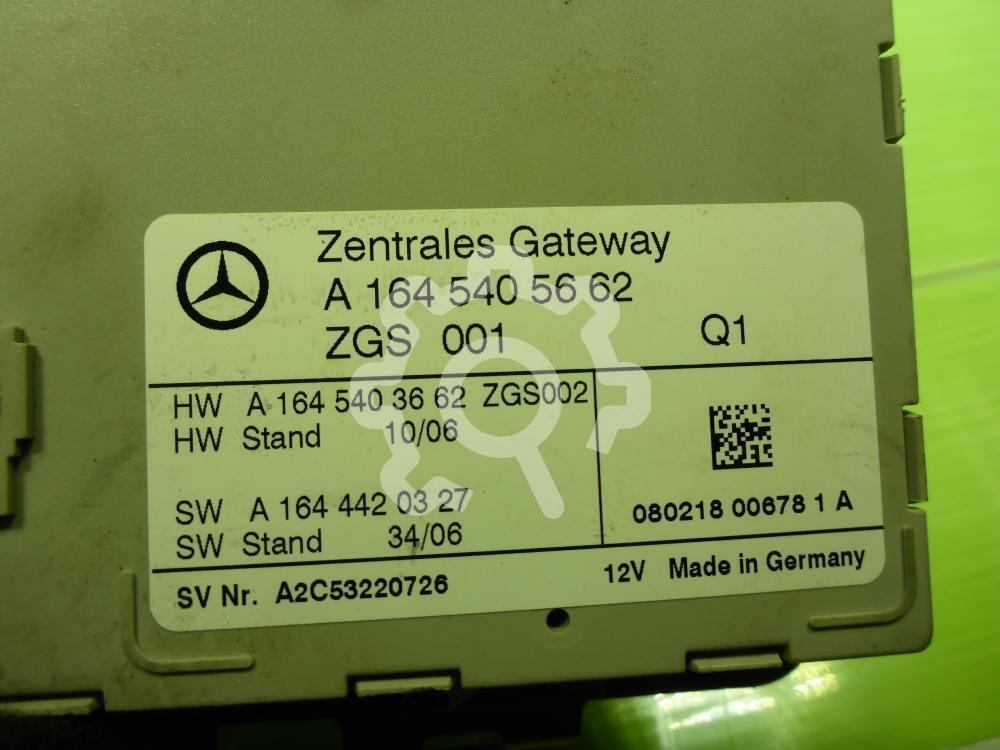 Zentrales Gateway
A 164 540 56 62
ZGS 001 Q1
HW A 164 540 36 62 ZGS002
HW Stand 10/06
SW A 164 442 03 27
SW Stand 34/06
080218 00678 1 A
SV Nr. A2C53220726
12V Made in Germany